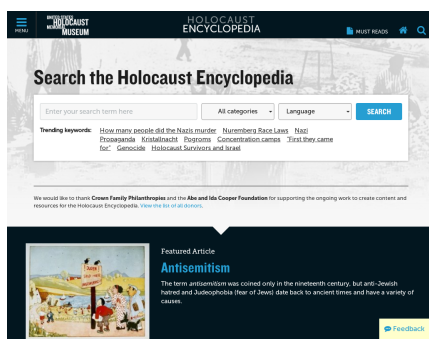 MENU
UNITED STATES
HOLOCAUST
MEMORIAL
MUSEUM
HOLOCAUST
ENCYCLOPEDIA
MUST READS
Search the Holocaust Encyclopedia
Enter your search term here
All categories
Language
SEARCH
Trending keywords:
How many people did the Nazis murder Nuremberg Race Laws Nazi
Propaganda Kristallnacht Pogroms Concentration camps "First they came
for" Genocide Holocaust Survivors and Israel
We would like to thank Crown Family Philanthropies and the Abe and Ida Cooper Foundation for supporting the ongoing work to create content and
resources for the Holocaust Encyclopedia. View the list of all donors.
Featured Article
Antisemitism
The term antisemitism was coined only in the nineteenth century, but anti-Jewish
hatred and Judeophobia (fear of Jews) date back to ancient times and have a variety of
causes.
Feedback